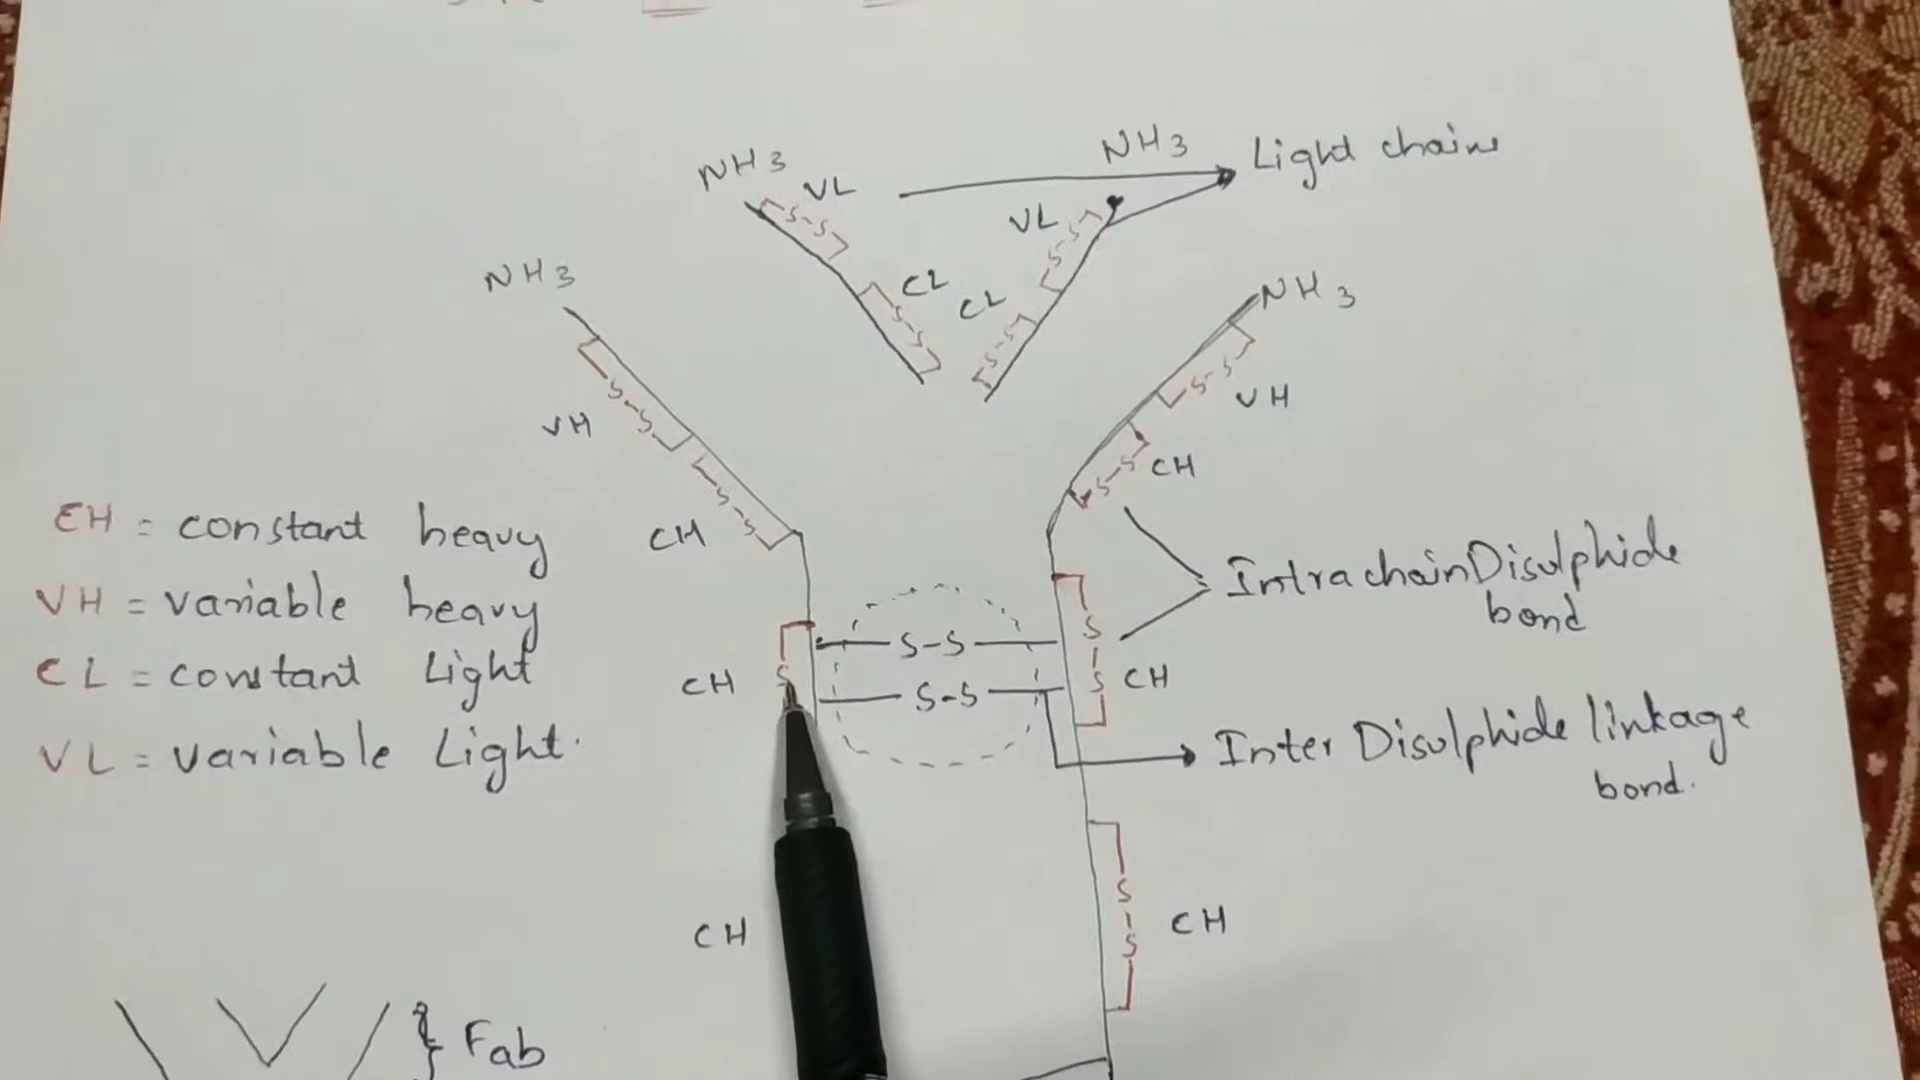 NH3
VL
S-S
NH3
Light chains
VL
S-S
CL
S-S
CL
S-S
NH3
S-S
VH
S-S
CH
NH3
S-S
VH
S-S
CH
CH = constant heavy
VH = variable heavy
CL = constant Light
VL = variable Light.
Intrachain Disulphide
bond
S-S
S-S
CH
S
S
S
CH
Inter Disulphide linkage
bond.
CH
S
S
CH
Fab